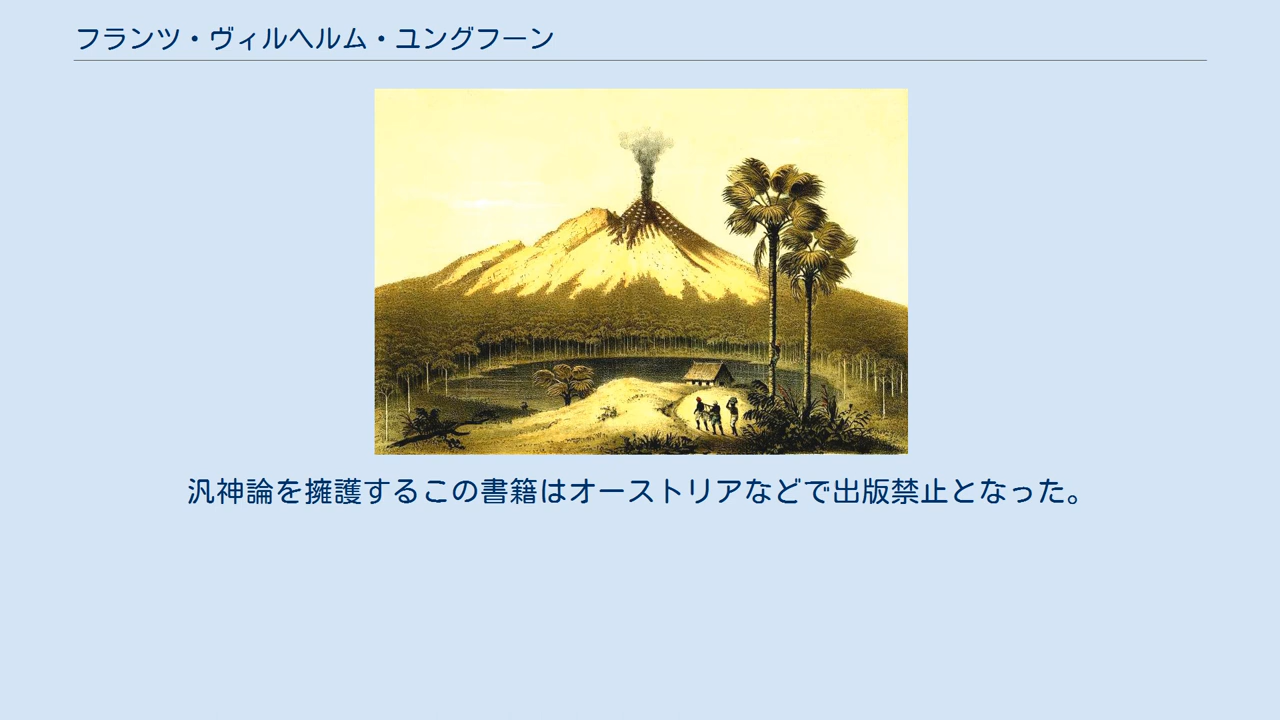 フランツ・ヴィルヘルム・ユングフーン
汎神論を擁護するこの書籍はオーストリアなどで出版禁止となった。